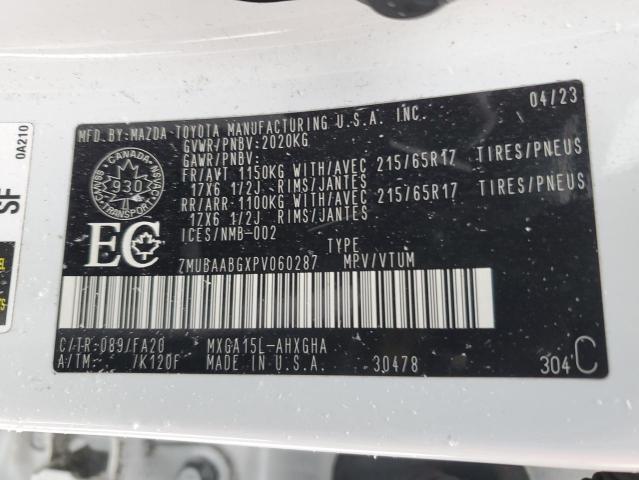 04/23
MFD.BY:MAZDA TOYOTA MANUFACTURING U.S.A. INC.
GVWR/PNBV:2020KG
GAWR/PNBV:
FR/AVT 1150KG WITH/AVEC 215/65R17 TIRES/PNEUS
17X6 1/2J RIMS/JANTES
RR/ARR 1100KG WITH/AVEC 215/65R17 TIRES/PNEUS
17X6 1/2J RIMS/JANTES
ICES/NMB-002
TYPE
7MUBAABGXPV060287 MPV/VTUM
CANADA
930
TRANSPORT
EC
C/TR:089/FA20 MXGA15L-AHXGHA
A/TM: /K120F MADE IN U.S.A. 30478 304C
0A210
SF